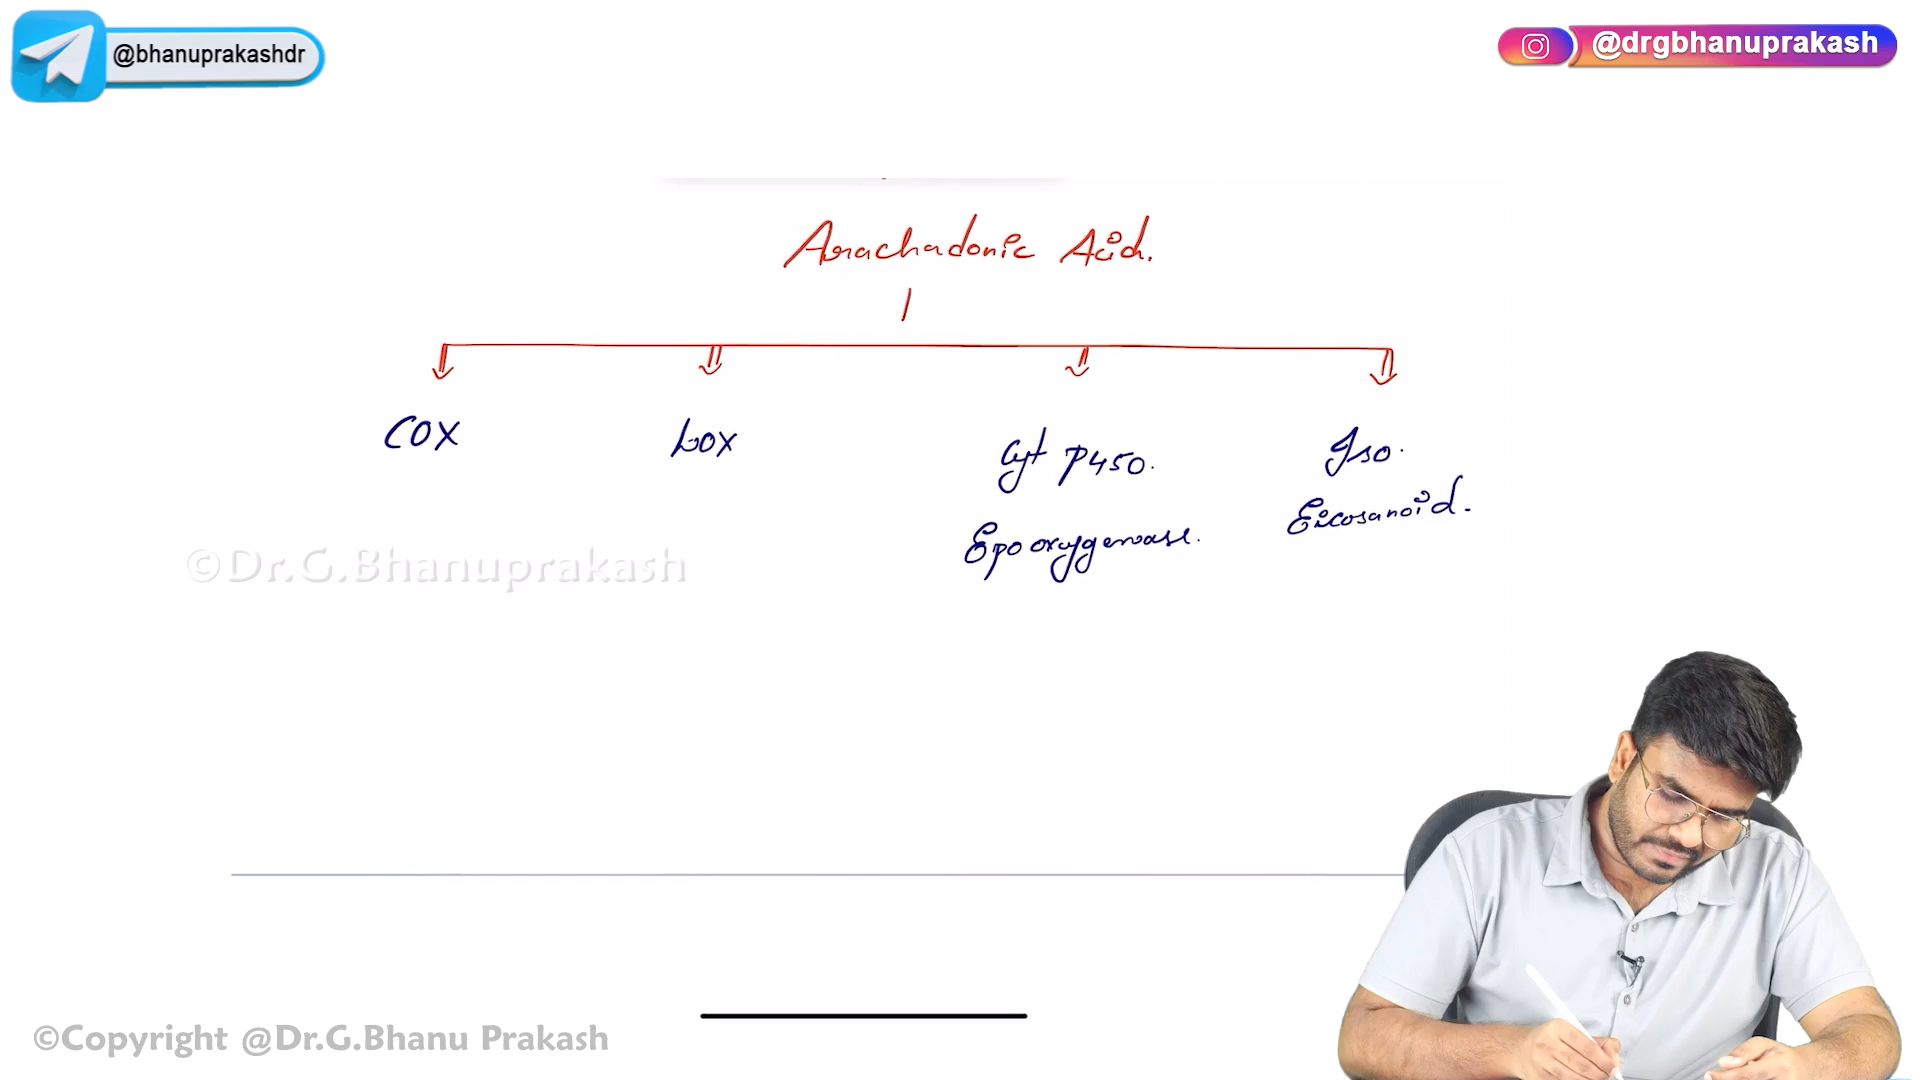 @bhanuprakashdr
@drgbhanuprakash
Arachadonic Acid.
COX
LOX
Cyt P450.
Epooxygenase.
Iso.
Eicosanoid.
©Dr.G.Bhanuprakash
©Copyright @Dr.G.Bhanu Prakash